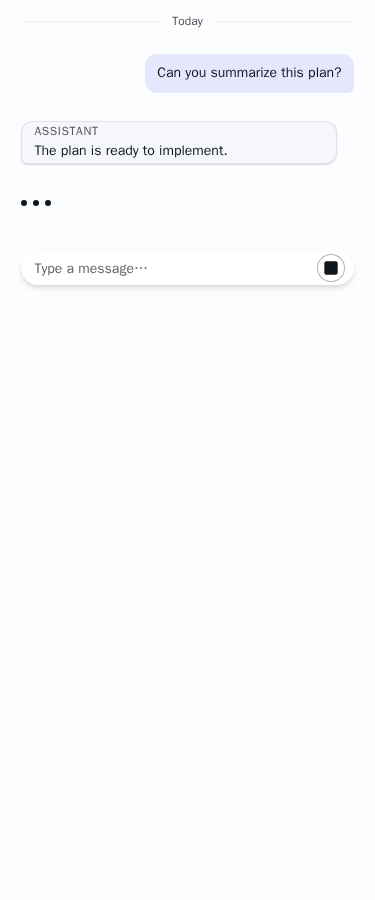 Today
Can you summarize this plan?
ASSISTANT
The plan is ready to implement.
Type a message⋯